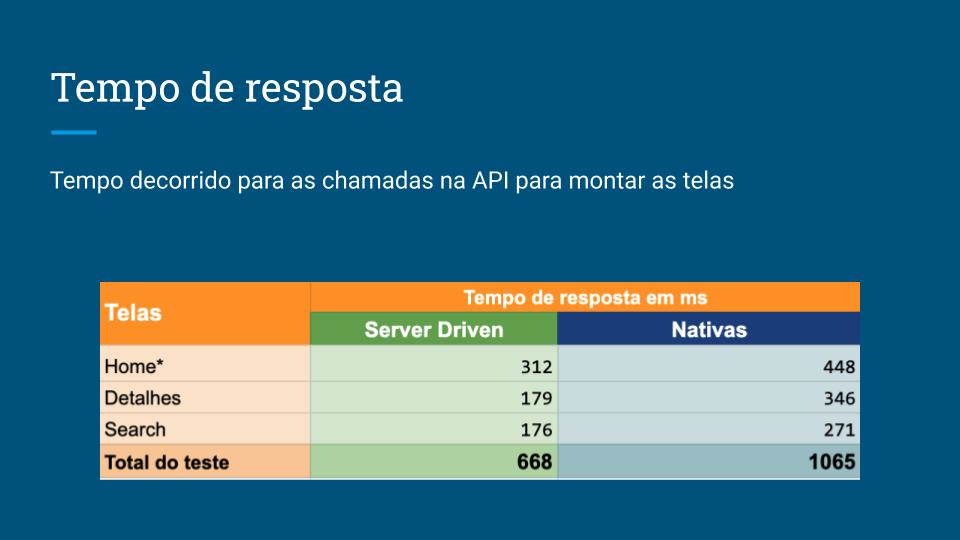 Tempo de resposta
Tempo decorrido para as chamadas na API para montar as telas
Telas
Tempo de resposta em ms
Server Driven Nativas
Home* 312 448
Detalhes 179 346
Search 176 271
Total do teste 668 1065